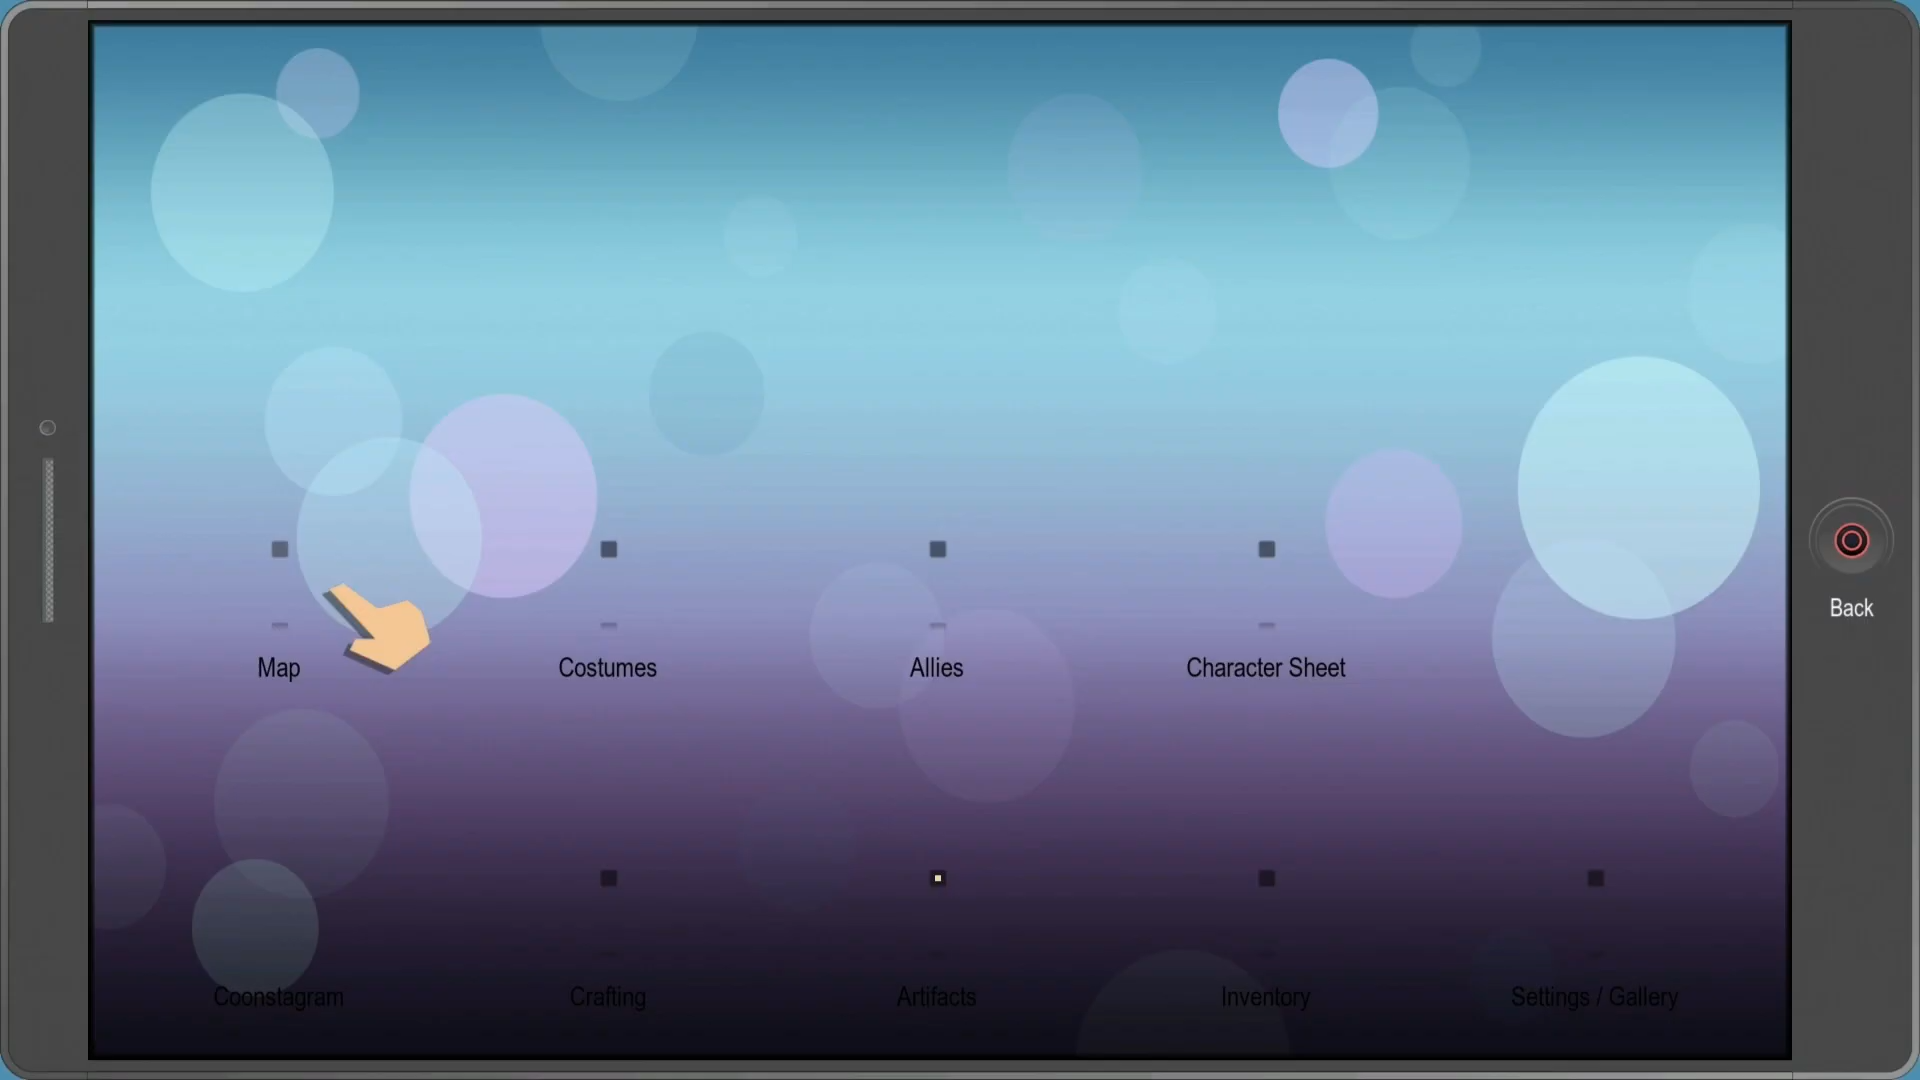 Map
Costumes
Allies
Character Sheet
Back
Coonstagram
Crafting
Artifacts
Inventory
Settings / Gallery